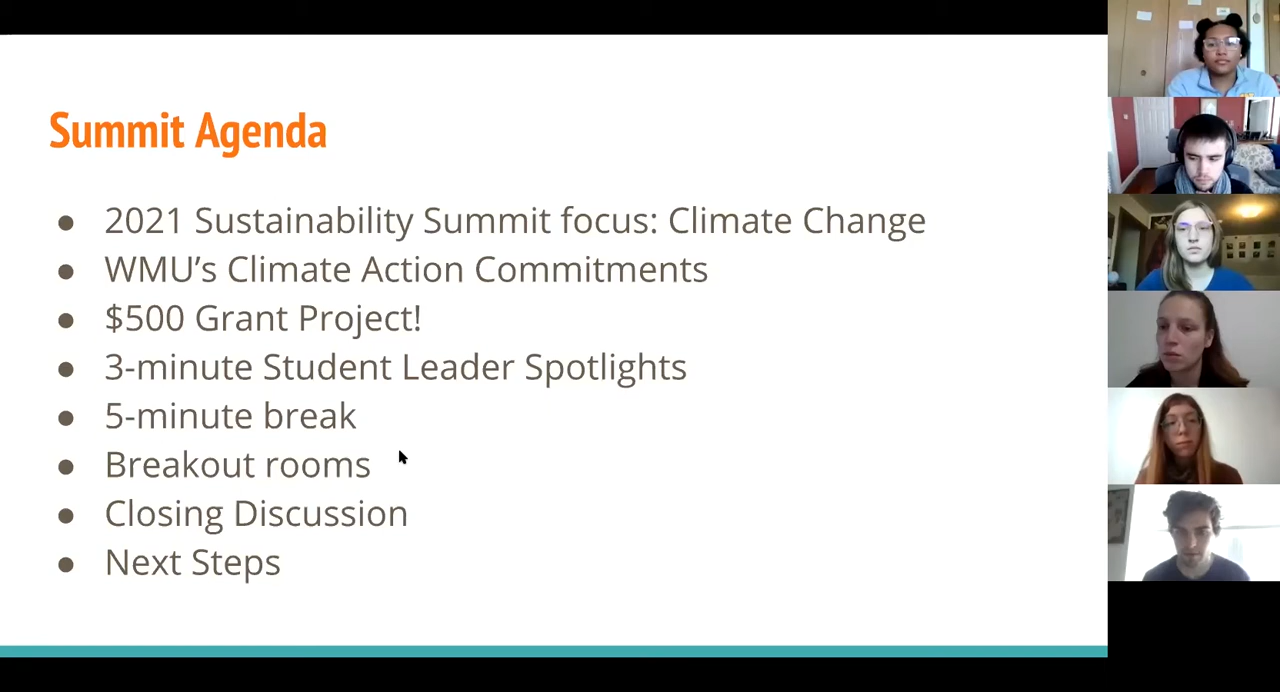 Summit Agenda
● 2021 Sustainability Summit focus: Climate Change
● WMU’s Climate Action Commitments
● $500 Grant Project!
● 3-minute Student Leader Spotlights
● 5-minute break
● Breakout rooms
● Closing Discussion
● Next Steps